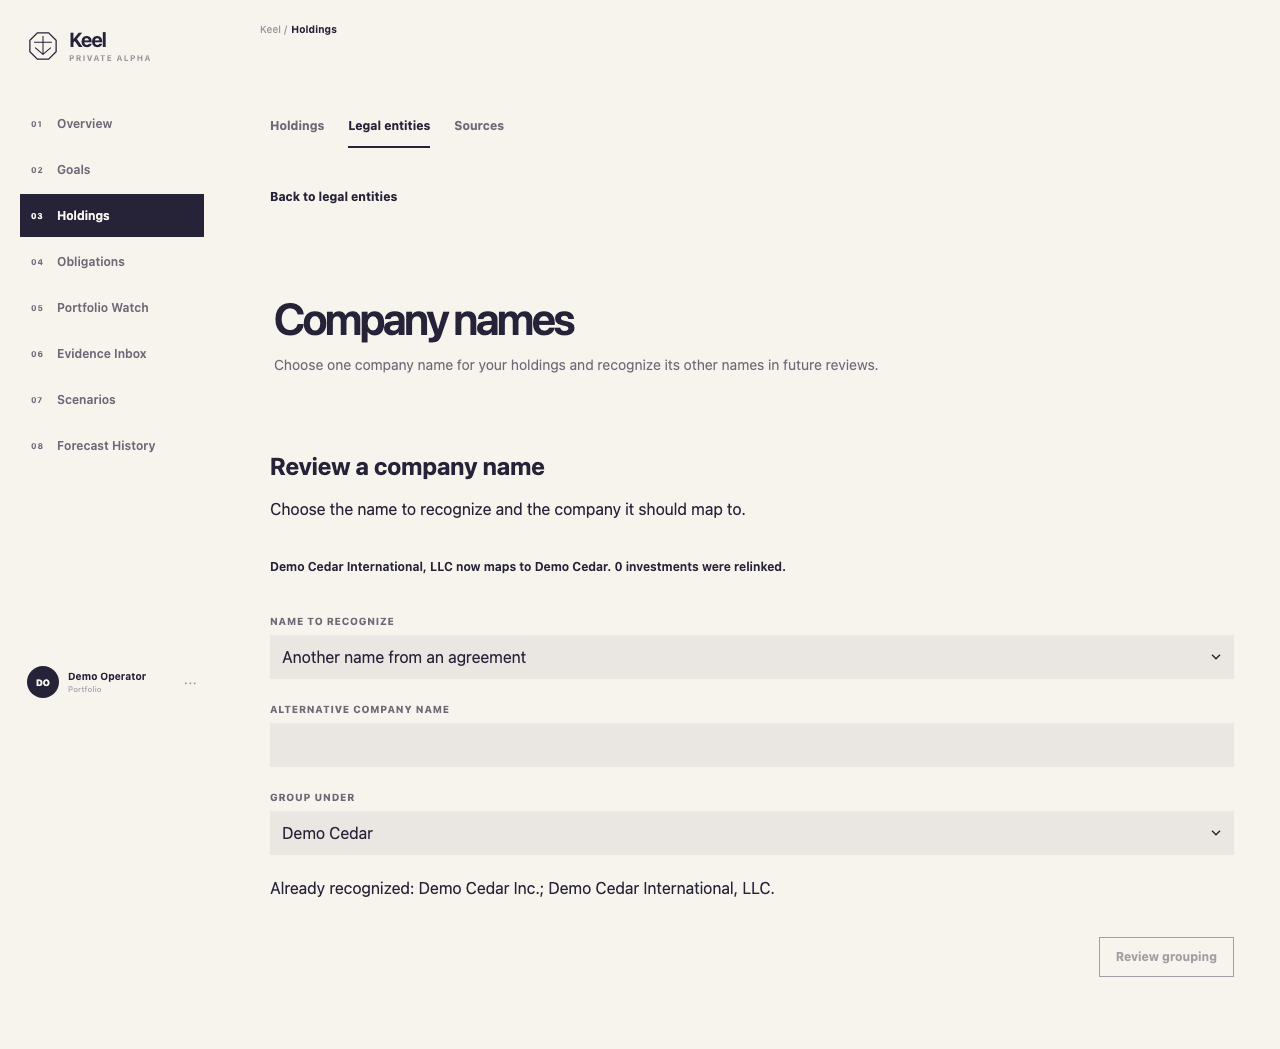 Keel
PRIVATE ALPHA
01 Overview
02 Goals
03 Holdings
04 Obligations
05 Portfolio Watch
06 Evidence Inbox
07 Scenarios
08 Forecast History
DO
Demo Operator
Portfolio
...
Keel / Holdings
Holdings Legal entities Sources
Back to legal entities
Company names
Choose one company name for your holdings and recognize its other names in future reviews.
Review a company name
Choose the name to recognize and the company it should map to.
Demo Cedar International, LLC now maps to Demo Cedar. 0 investments were relinked.
NAME TO RECOGNIZE
Another name from an agreement
ALTERNATIVE COMPANY NAME
GROUP UNDER
Demo Cedar
Already recognized: Demo Cedar Inc.; Demo Cedar International, LLC.
Review grouping